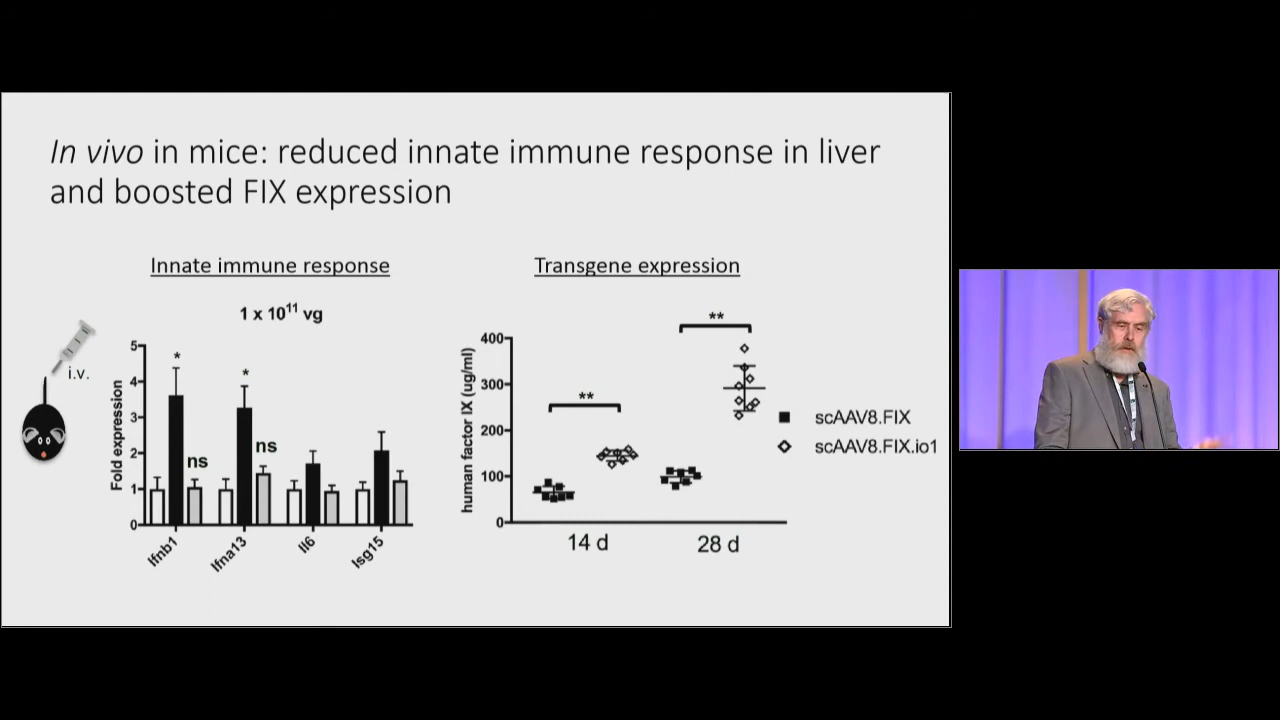 In vivo in mice: reduced innate immune response in liver
and boosted FIX expression
Innate immune response
1 x 10¹¹ vg
i.v.
Fold expression
5
4
3
2
1
0
*
ns
*
ns
Ifnb1
Ifna13
Il6
Isg15
Transgene expression
human factor IX (ug/ml)
400
300
200
100
0
**
**
14 d
28 d
scAAV8.FIX
scAAV8.FIX.io1